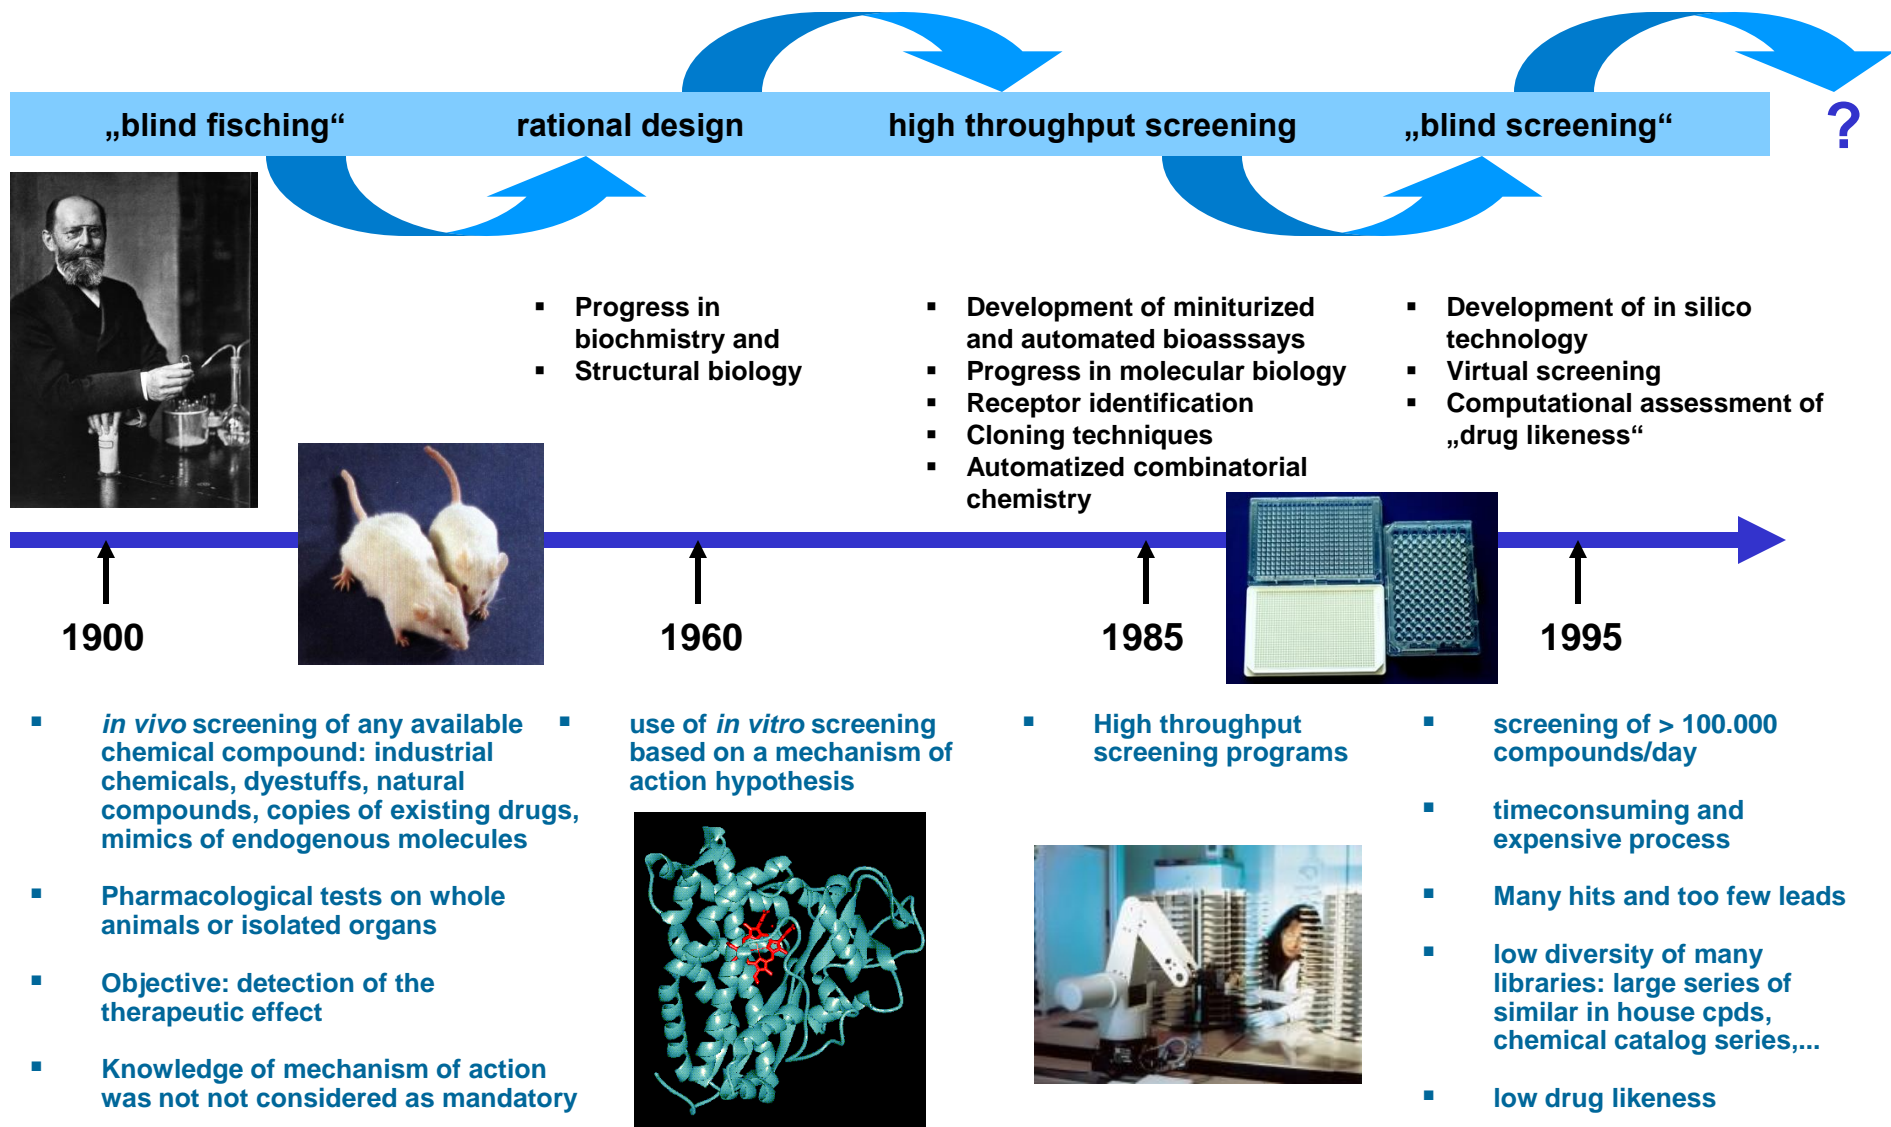 „blind fisching“
rational design
high throughput screening
„blind screening“
?
▪ Progress in
biochmistry and
▪ Structural biology
▪ Development of miniturized
and automated bioasssays
▪ Progress in molecular biology
▪ Receptor identification
▪ Cloning techniques
▪ Automatized combinatorial
chemistry
▪ Development of in silico
technology
▪ Virtual screening
▪ Computational assessment of
„drug likeness“
1900
1960
1985
1995
▪ in vivo screening of any available
chemical compound: industrial
chemicals, dyestuffs, natural
compounds, copies of existing drugs,
mimics of endogenous molecules
▪ Pharmacological tests on whole
animals or isolated organs
▪ Objective: detection of the
therapeutic effect
▪ Knowledge of mechanism of action
was not not considered as mandatory
▪ use of in vitro screening
based on a mechanism of
action hypothesis
▪ High throughput
screening programs
▪ screening of > 100.000
compounds/day
▪ timeconsuming and
expensive process
▪ Many hits and too few leads
▪ low diversity of many
libraries: large series of
similar in house cpds,
chemical catalog series,...
▪ low drug likeness